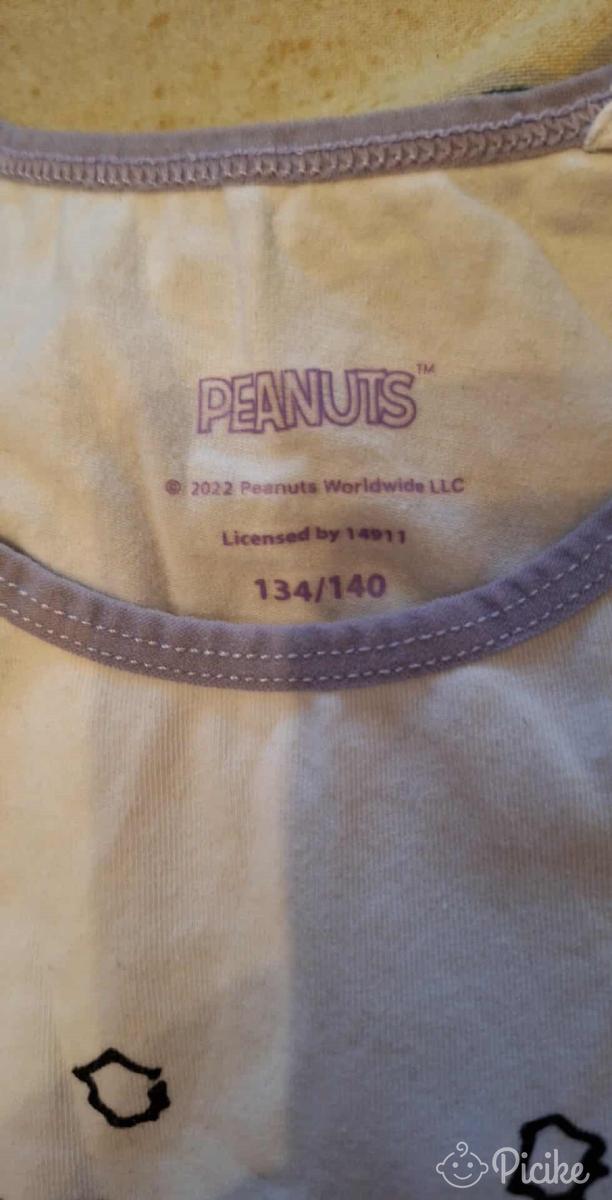 PEANUTS™
© 2022 Peanuts Worldwide LLC
Licensed by 14911
134/140
Picike